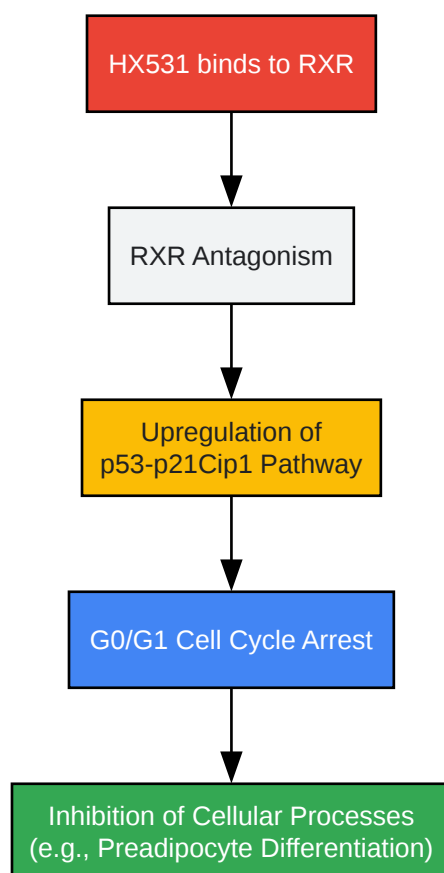 HX531 binds to RXR
RXR Antagonism
Upregulation of
p53-p21Cip1 Pathway
G0/G1 Cell Cycle Arrest
Inhibition of Cellular Processes
(e.g., Preadipocyte Differentiation)